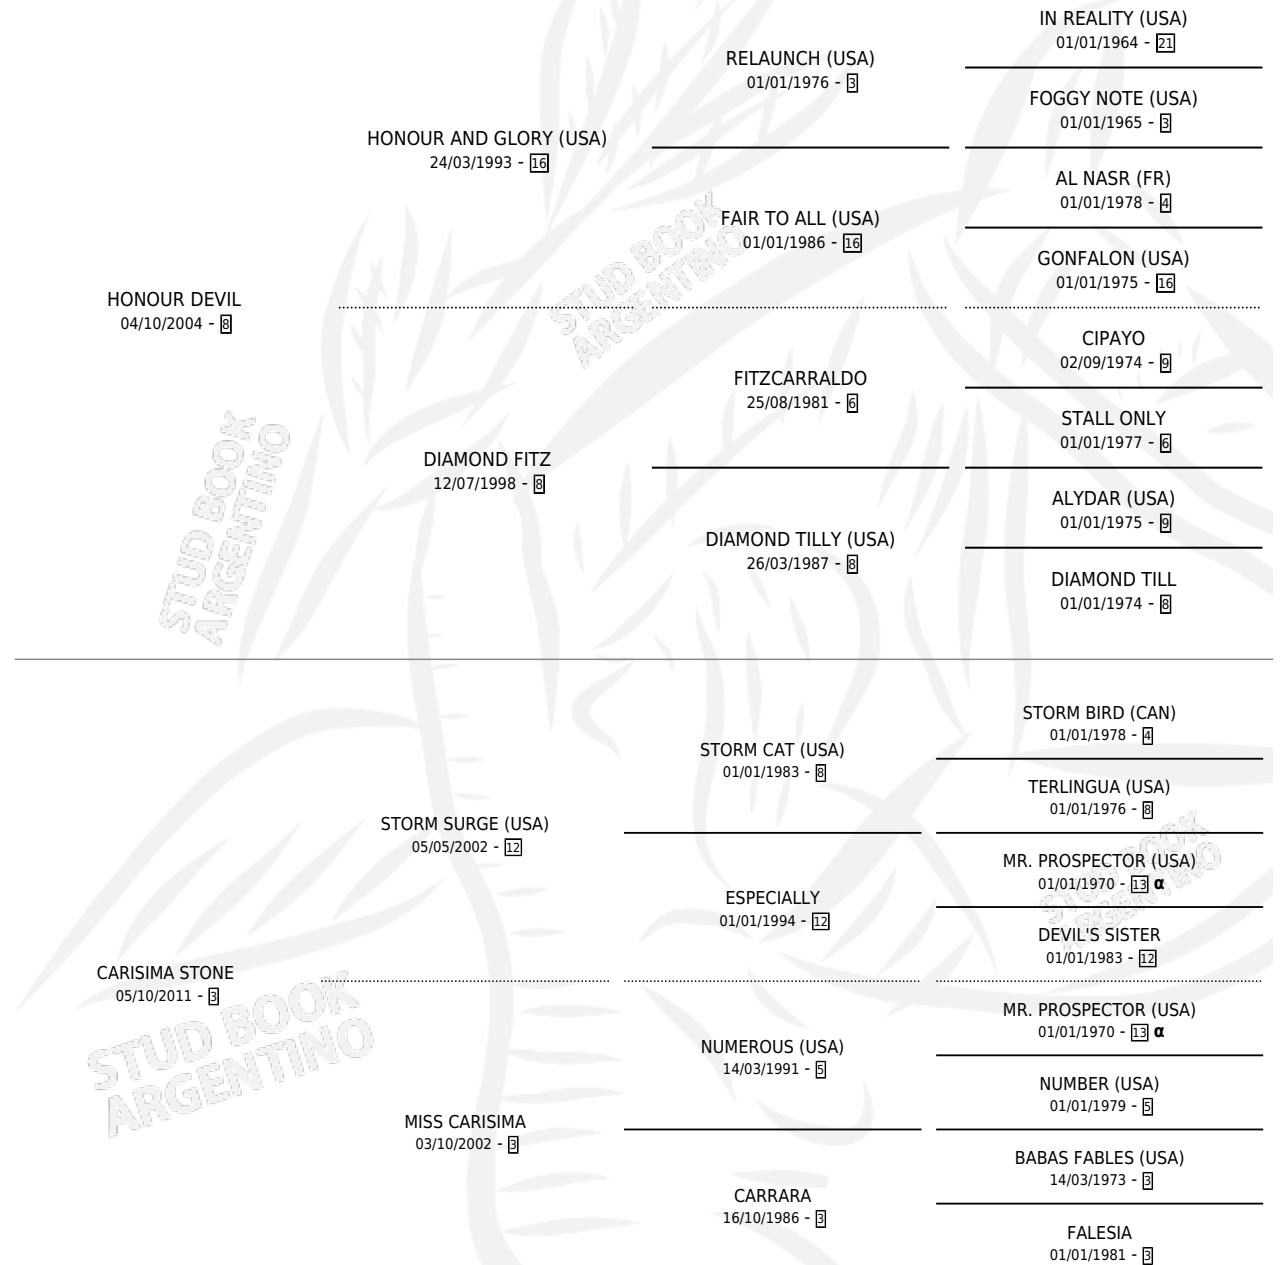 IN REALITY (USA)
01/01/1964 - 21
RELAUNCH (USA)
01/01/1976 - 3
FOGGY NOTE (USA)
01/01/1965 - 3
HONOUR AND GLORY (USA)
24/03/1993 - 16
AL NASR (FR)
01/01/1978 - 4
FAIR TO ALL (USA)
01/01/1986 - 16
GONFALON (USA)
01/01/1975 - 16
HONOUR DEVIL
04/10/2004 - 8
CIPAYO
02/09/1974 - 9
FITZCARRALDO
25/08/1981 - 6
STALL ONLY
01/01/1977 - 6
DIAMOND FITZ
12/07/1998 - 8
ALYDAR (USA)
01/01/1975 - 9
DIAMOND TILLY (USA)
26/03/1987 - 8
DIAMOND TILL
01/01/1974 - 8
STORM BIRD (CAN)
01/01/1978 - 4
STORM CAT (USA)
01/01/1983 - 8
TERLINGUA (USA)
01/01/1976 - 8
STORM SURGE (USA)
05/05/2002 - 12
MR. PROSPECTOR (USA)
01/01/1970 - 13 α
ESPECIALLY
01/01/1994 - 12
DEVIL'S SISTER
01/01/1983 - 12
CARISIMA STONE
05/10/2011 - 3
MR. PROSPECTOR (USA)
01/01/1970 - 13 α
NUMEROUS (USA)
14/03/1991 - 5
NUMBER (USA)
01/01/1979 - 5
MISS CARISIMA
03/10/2002 - 3
BABAS FABLES (USA)
14/03/1973 - 3
CARRARA
16/10/1986 - 3
FALESIA
01/01/1981 - 3
STUD BOOK
ARGENTINO
STUD BOOK
ARGENTINO
STUD BOOK
ARGENTINO
STUD BOOK
ARGENTINO